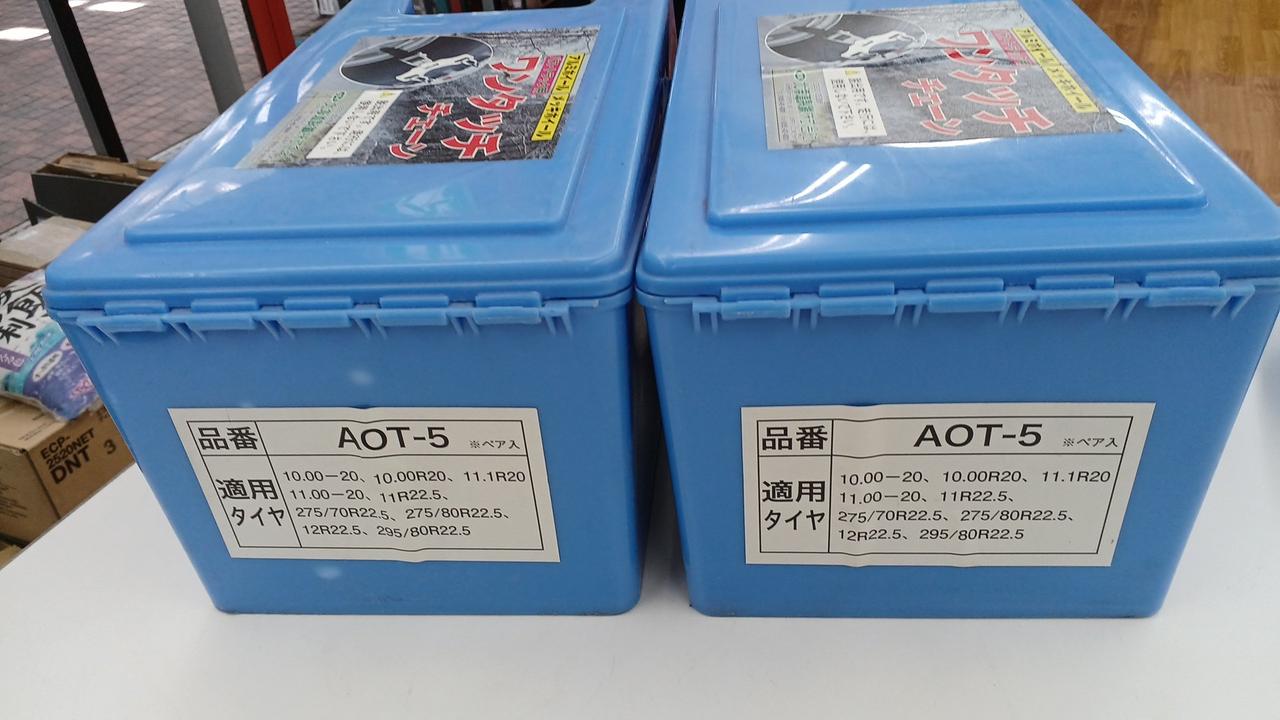 ワンタッチ
チェーン
ワンタッチ
チェーン
品番 AOT-5 ※ペア入
適用タイヤ
10.00－20、10.00R20、11.1R20
11.00－20、11R22.5、
275/70R22.5、275/80R22.5、
12R22.5、295/80R22.5
品番 AOT-5 ※ペア入
適用タイヤ
10.00－20、10.00R20、11.1R20
11.00－20、11R22.5、
275/70R22.5、275/80R22.5、
12R22.5、295/80R22.5
ECP-
2520NET
DNT 3